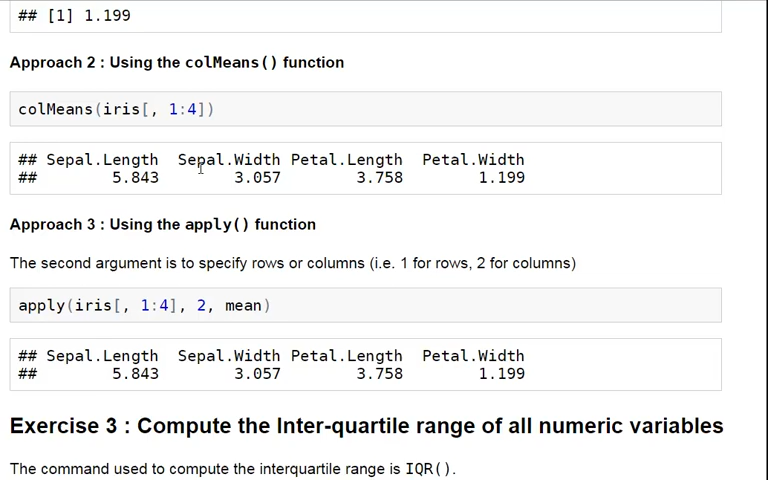 ## [1] 1.199
Approach 2 : Using the colMeans() function
colMeans(iris[, 1:4])
## Sepal.Length  Sepal.Width Petal.Length  Petal.Width
##        5.843        3.057        3.758        1.199
Approach 3 : Using the apply() function
The second argument is to specify rows or columns (i.e. 1 for rows, 2 for columns)
apply(iris[, 1:4], 2, mean)
## Sepal.Length  Sepal.Width Petal.Length  Petal.Width
##        5.843        3.057        3.758        1.199
Exercise 3 : Compute the Inter-quartile range of all numeric variables
The command used to compute the interquartile range is IQR().